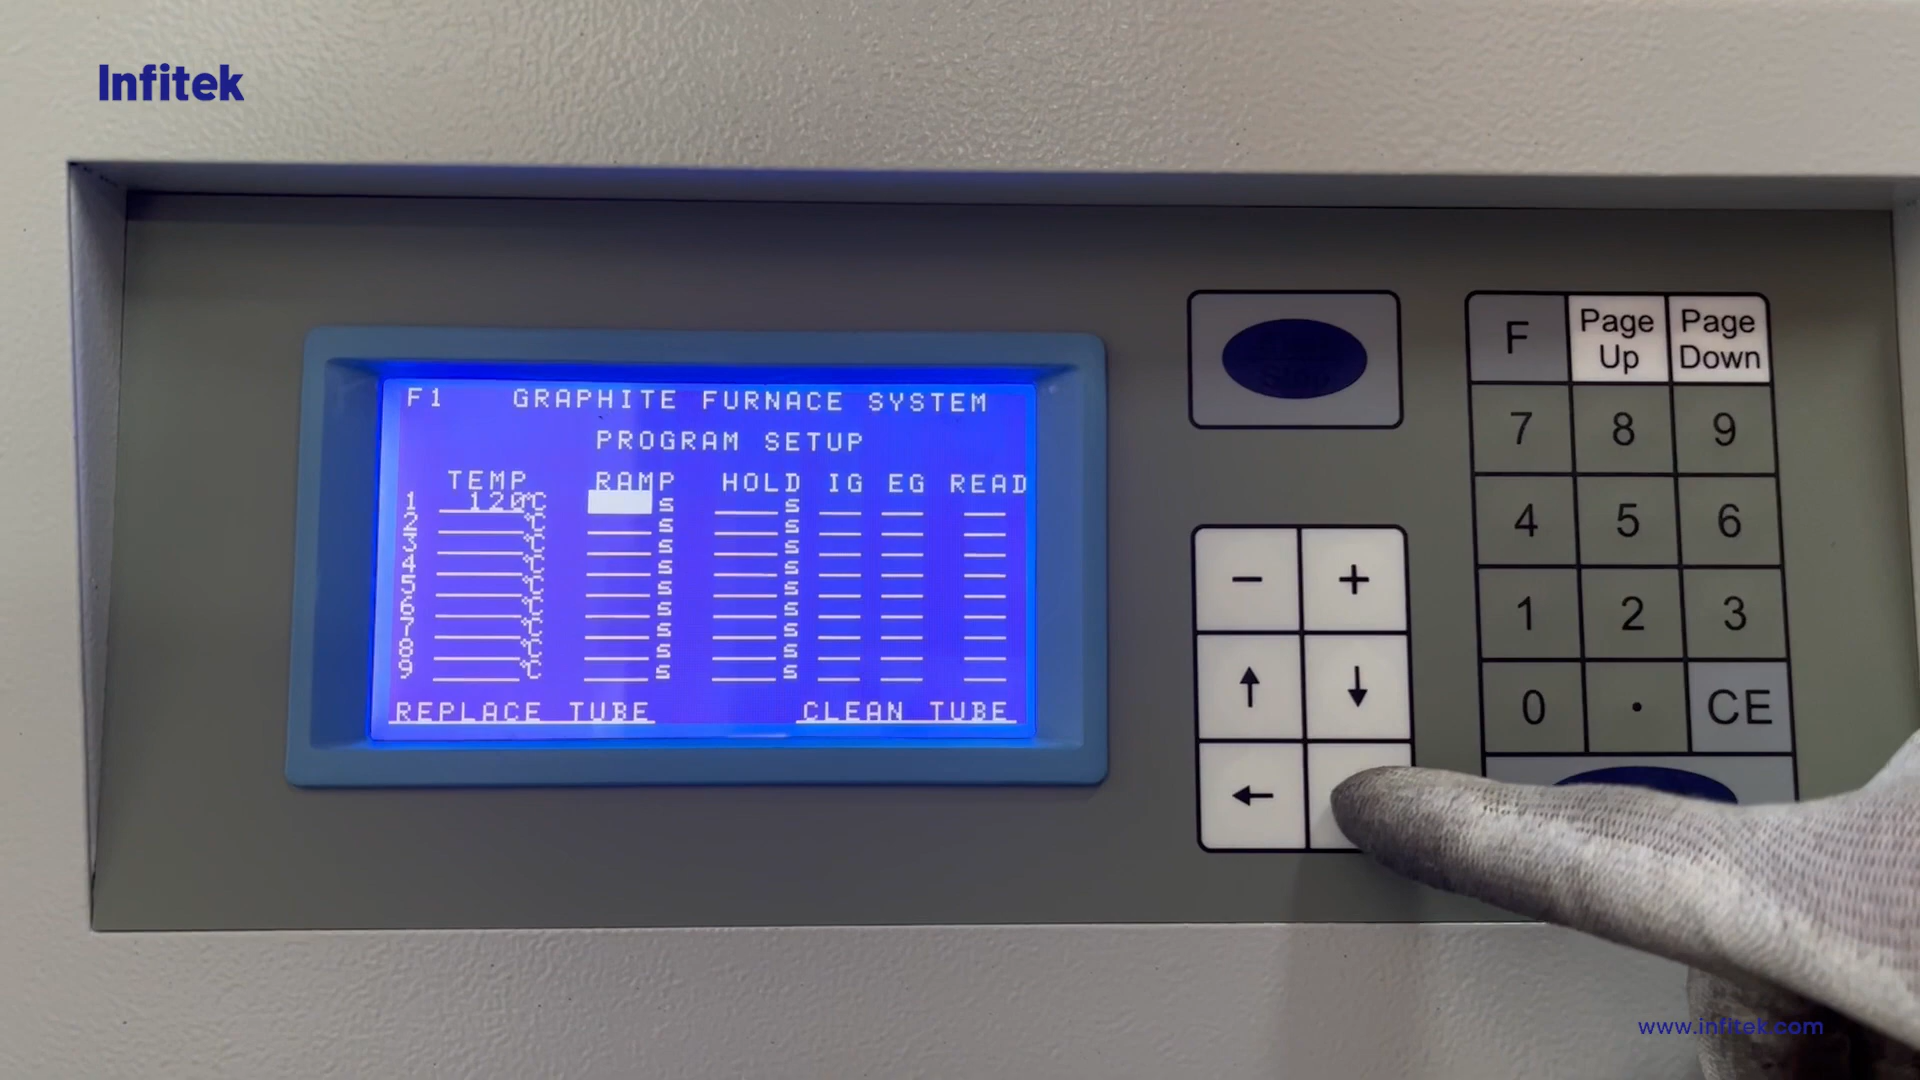 Infitek
F1 GRAPHITE FURNACE SYSTEM
PROGRAM SETUP
TEMP RAMP HOLD IG EG READ
1 120℃ S S
2 ℃ S S
3 ℃ S S
4 ℃ S S
5 ℃ S S
6 ℃ S S
7 ℃ S S
8 ℃ S S
9 ℃ S S
REPLACE TUBE CLEAN TUBE
Stop
- +
↑ ↓
←
F Page Up Page Down
7 8 9
4 5 6
1 2 3
0 . CE
www.infitek.com